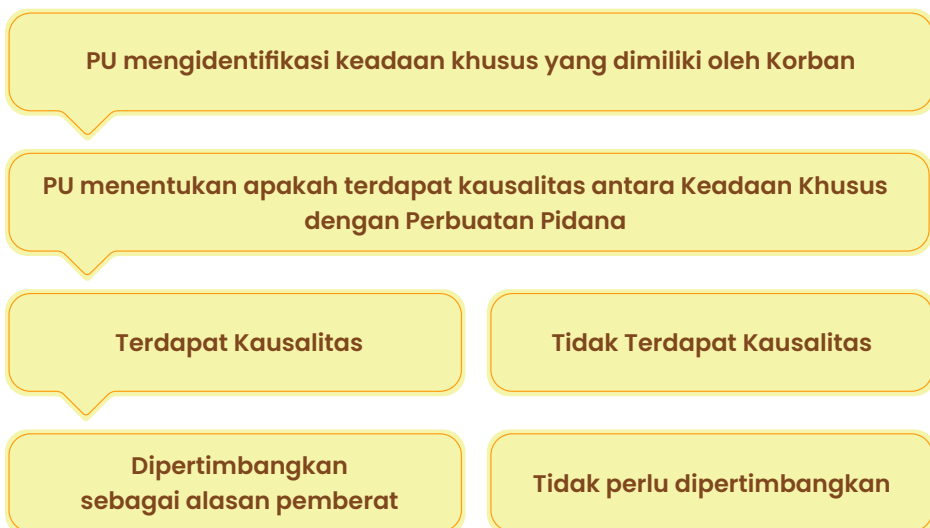 PU mengidentifikasi keadaan khusus yang dimiliki oleh Korban
PU menentukan apakah terdapat kausalitas antara Keadaan Khusus
dengan Perbuatan Pidana
Terdapat Kausalitas
Tidak Terdapat Kausalitas
Dipertimbangkan
sebagai alasan pemberat
Tidak perlu dipertimbangkan